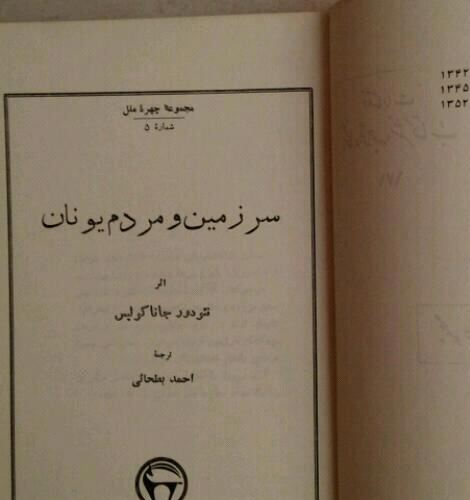 مجموعهٔ چهرهٔ ملل
شمارهٔ ۵
سرزمین و مردم یونان
اثر
تئودور جاناکولیس
ترجمهٔ
احمد بطحائی
۱۳۴۲
۱۳۴۵
۱۳۵۲